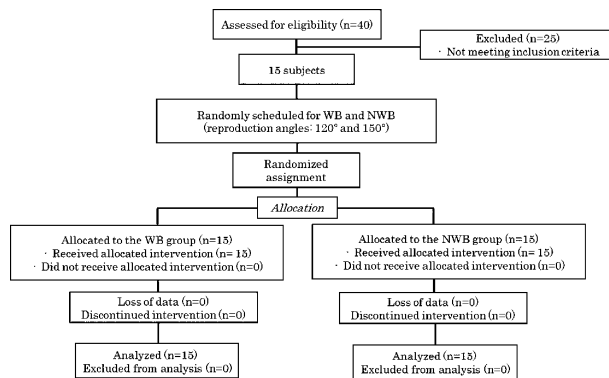 Assessed for eligibility (n=40)
Excluded (n=25)
· Not meeting inclusion criteria
15 subjects
Randomly scheduled for WB and NWB
(reproduction angles: 120° and 150°)
Randomized
assignment
Allocation
Allocated to the WB group (n=15)
· Received allocated intervention (n=15)
· Did not receive allocated intervention (n=0)
Allocated to the NWB group (n=15)
· Received allocated intervention (n=15)
· Did not receive allocated intervention (n=0)
Loss of data (n=0)
Discontinued intervention (n=0)
Loss of data (n=0)
Discontinued intervention (n=0)
Analyzed (n=15)
Excluded from analysis (n=0)
Analyzed (n=15)
Excluded from analysis (n=0)